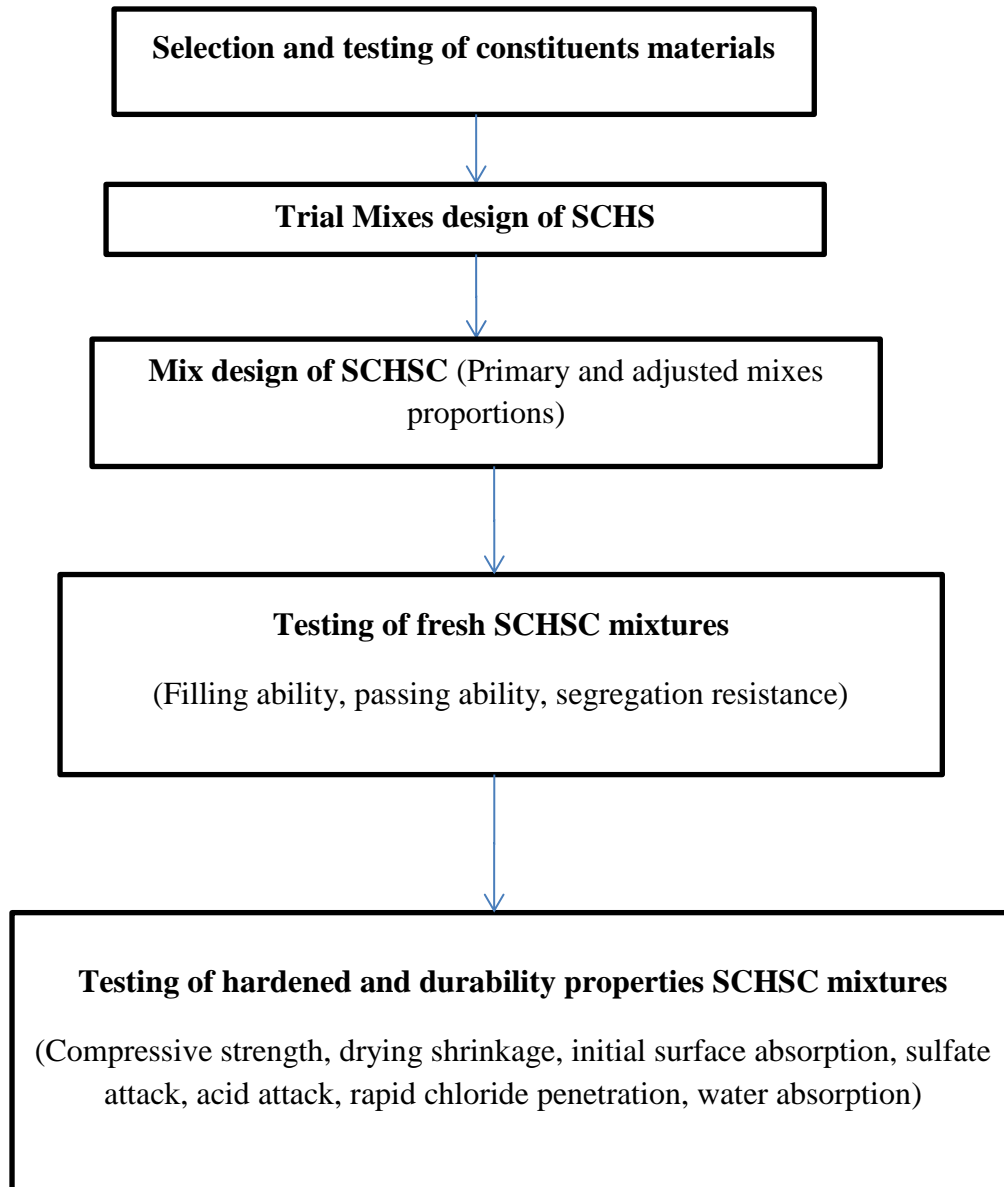 Selection and testing of constituents materials
Trial Mixes design of SCHS
Mix design of SCHSC (Primary and adjusted mixes
proportions)
Testing of fresh SCHSC mixtures
(Filling ability, passing ability, segregation resistance)
Testing of hardened and durability properties SCHSC mixtures
(Compressive strength, drying shrinkage, initial surface absorption, sulfate
attack, acid attack, rapid chloride penetration, water absorption)